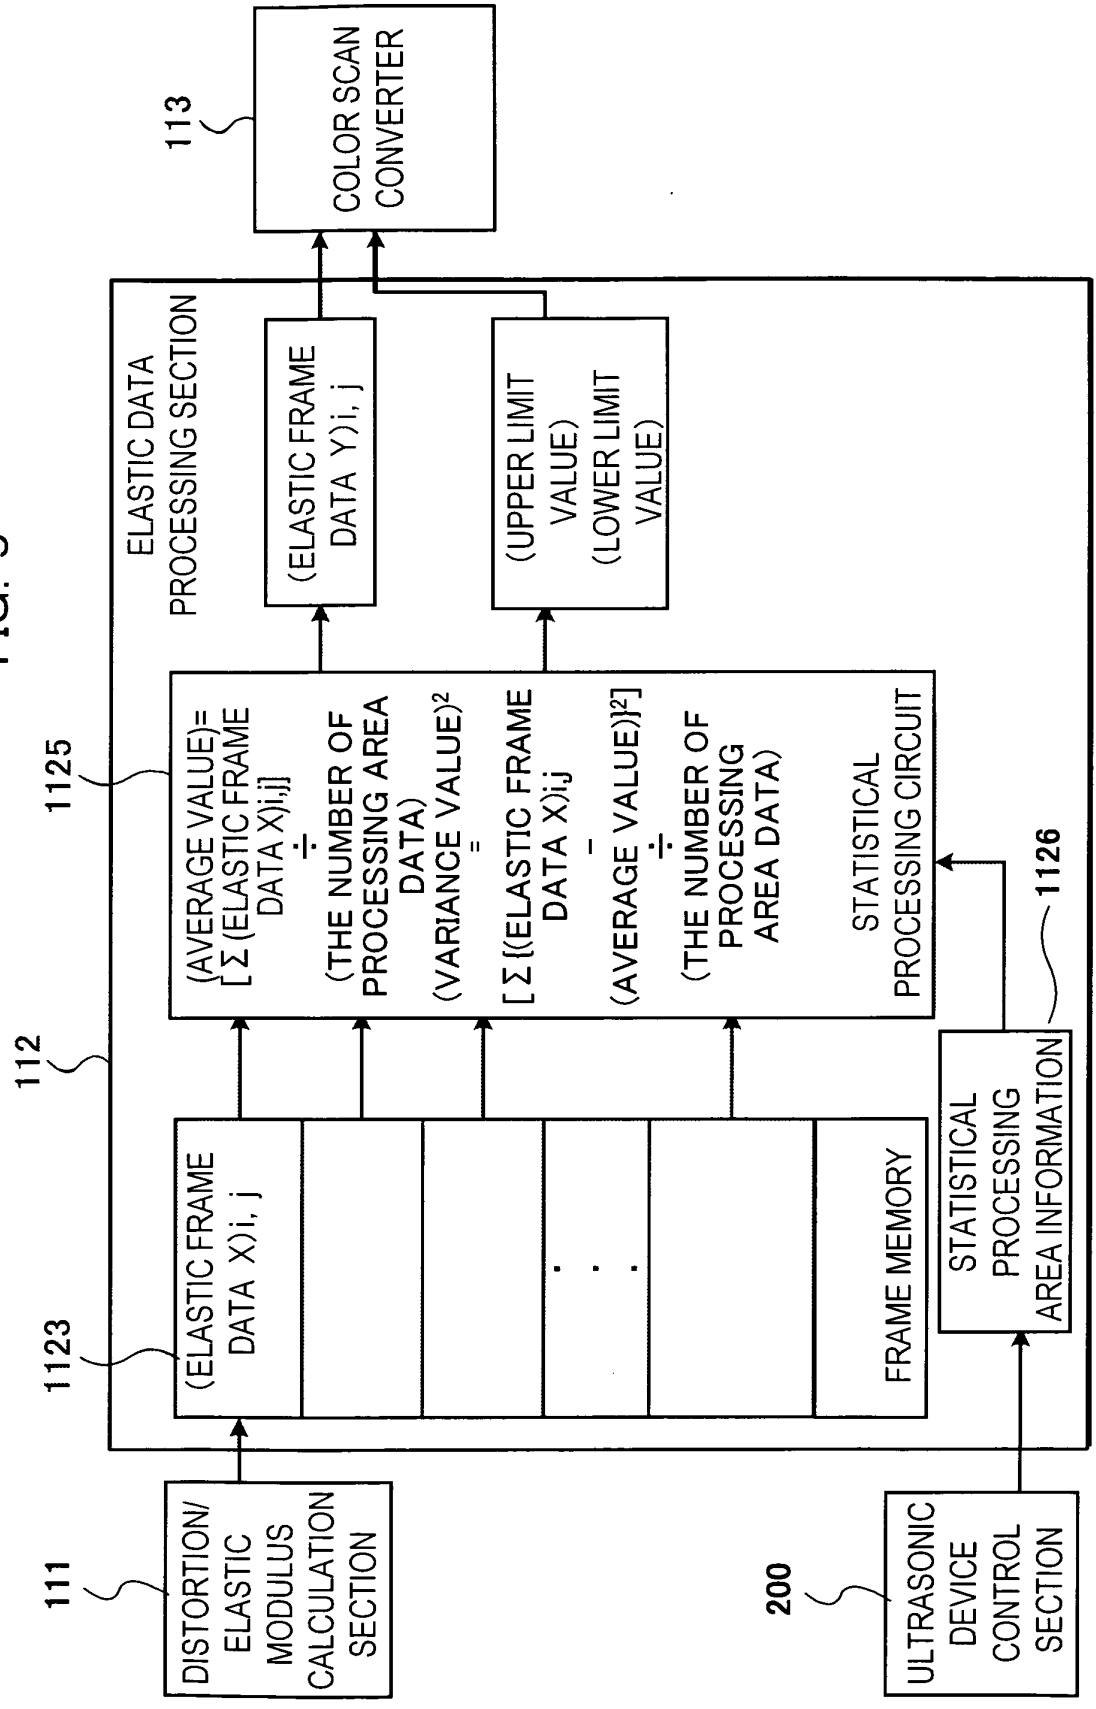 112
ELASTIC DATA
PROCESSING SECTION
111
DISTORTION/
ELASTIC
MODULUS
CALCULATION
SECTION
1123
(ELASTIC FRAME
DATA X)i, j
. . .
FRAME MEMORY
1125
(AVERAGE VALUE)=
[Σ(ELASTIC FRAME
DATA X)i,j]
÷
(THE NUMBER OF
PROCESSING AREA
DATA)
(VARIANCE VALUE)²
=
[Σ{(ELASTIC FRAME
DATA X)i,j
−
(AVERAGE VALUE)}²]
÷
(THE NUMBER OF
PROCESSING
AREA DATA)
STATISTICAL
PROCESSING CIRCUIT
(ELASTIC FRAME
DATA Y)i, j
(UPPER LIMIT
VALUE)
(LOWER LIMIT
VALUE)
113
COLOR SCAN
CONVERTER
200
ULTRASONIC
DEVICE
CONTROL
SECTION
STATISTICAL
PROCESSING
AREA INFORMATION
1126